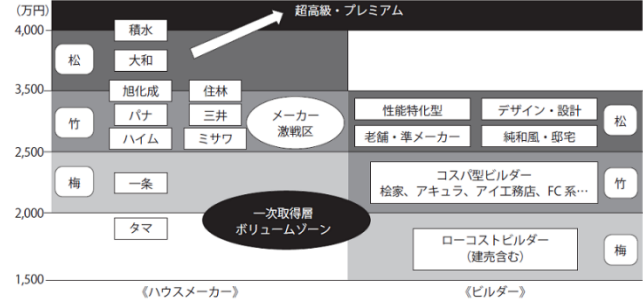 (万円)
超高級・プレミアム
4,000
積水
松
大和
3,500
旭化成
住林
竹
パナ
三井
メーカー
激戦区
ハイム
ミサワ
性能特化型
デザイン・設計
松
老舗・準メーカー
純和風・邸宅
2,500
梅
一条
コスパ型ビルダー
桧家、アキュラ、アイ工務店、FC 系…
竹
2,000
タマ
一次取得層
ボリュームゾーン
ローコストビルダー
(建売含む)
梅
1,500
《ハウスメーカー》
《ビルダー》